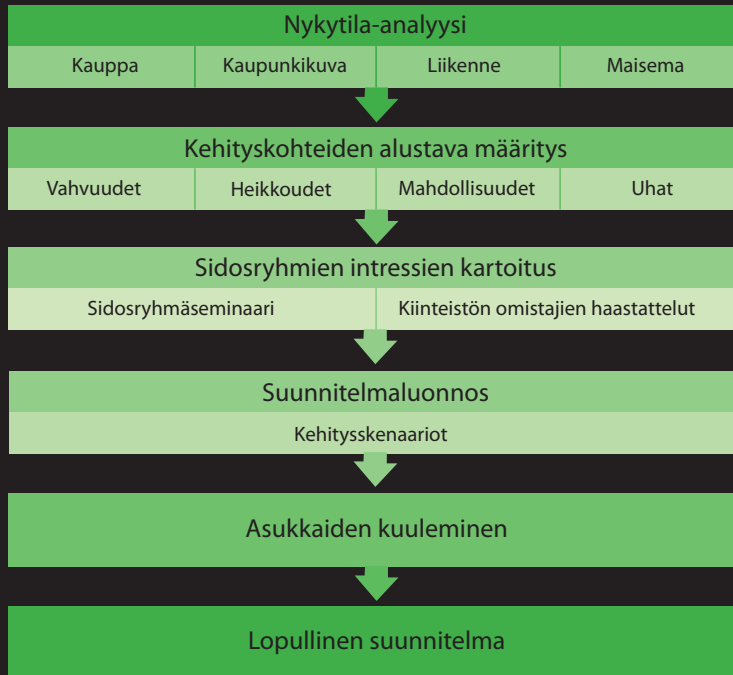 Nykytila-analyysi
Kauppa Kaupunkikuva Liikenne Maisema
Kehityskohteiden alustava määritys
Vahvuudet Heikkoudet Mahdollisuudet Uhat
Sidosryhmien intressien kartoitus
Sidosryhmäseminaari Kiinteistön omistajien haastattelut
Suunnitelmaluonnos
Kehitysskenaariot
Asukkaiden kuuleminen
Lopullinen suunnitelma